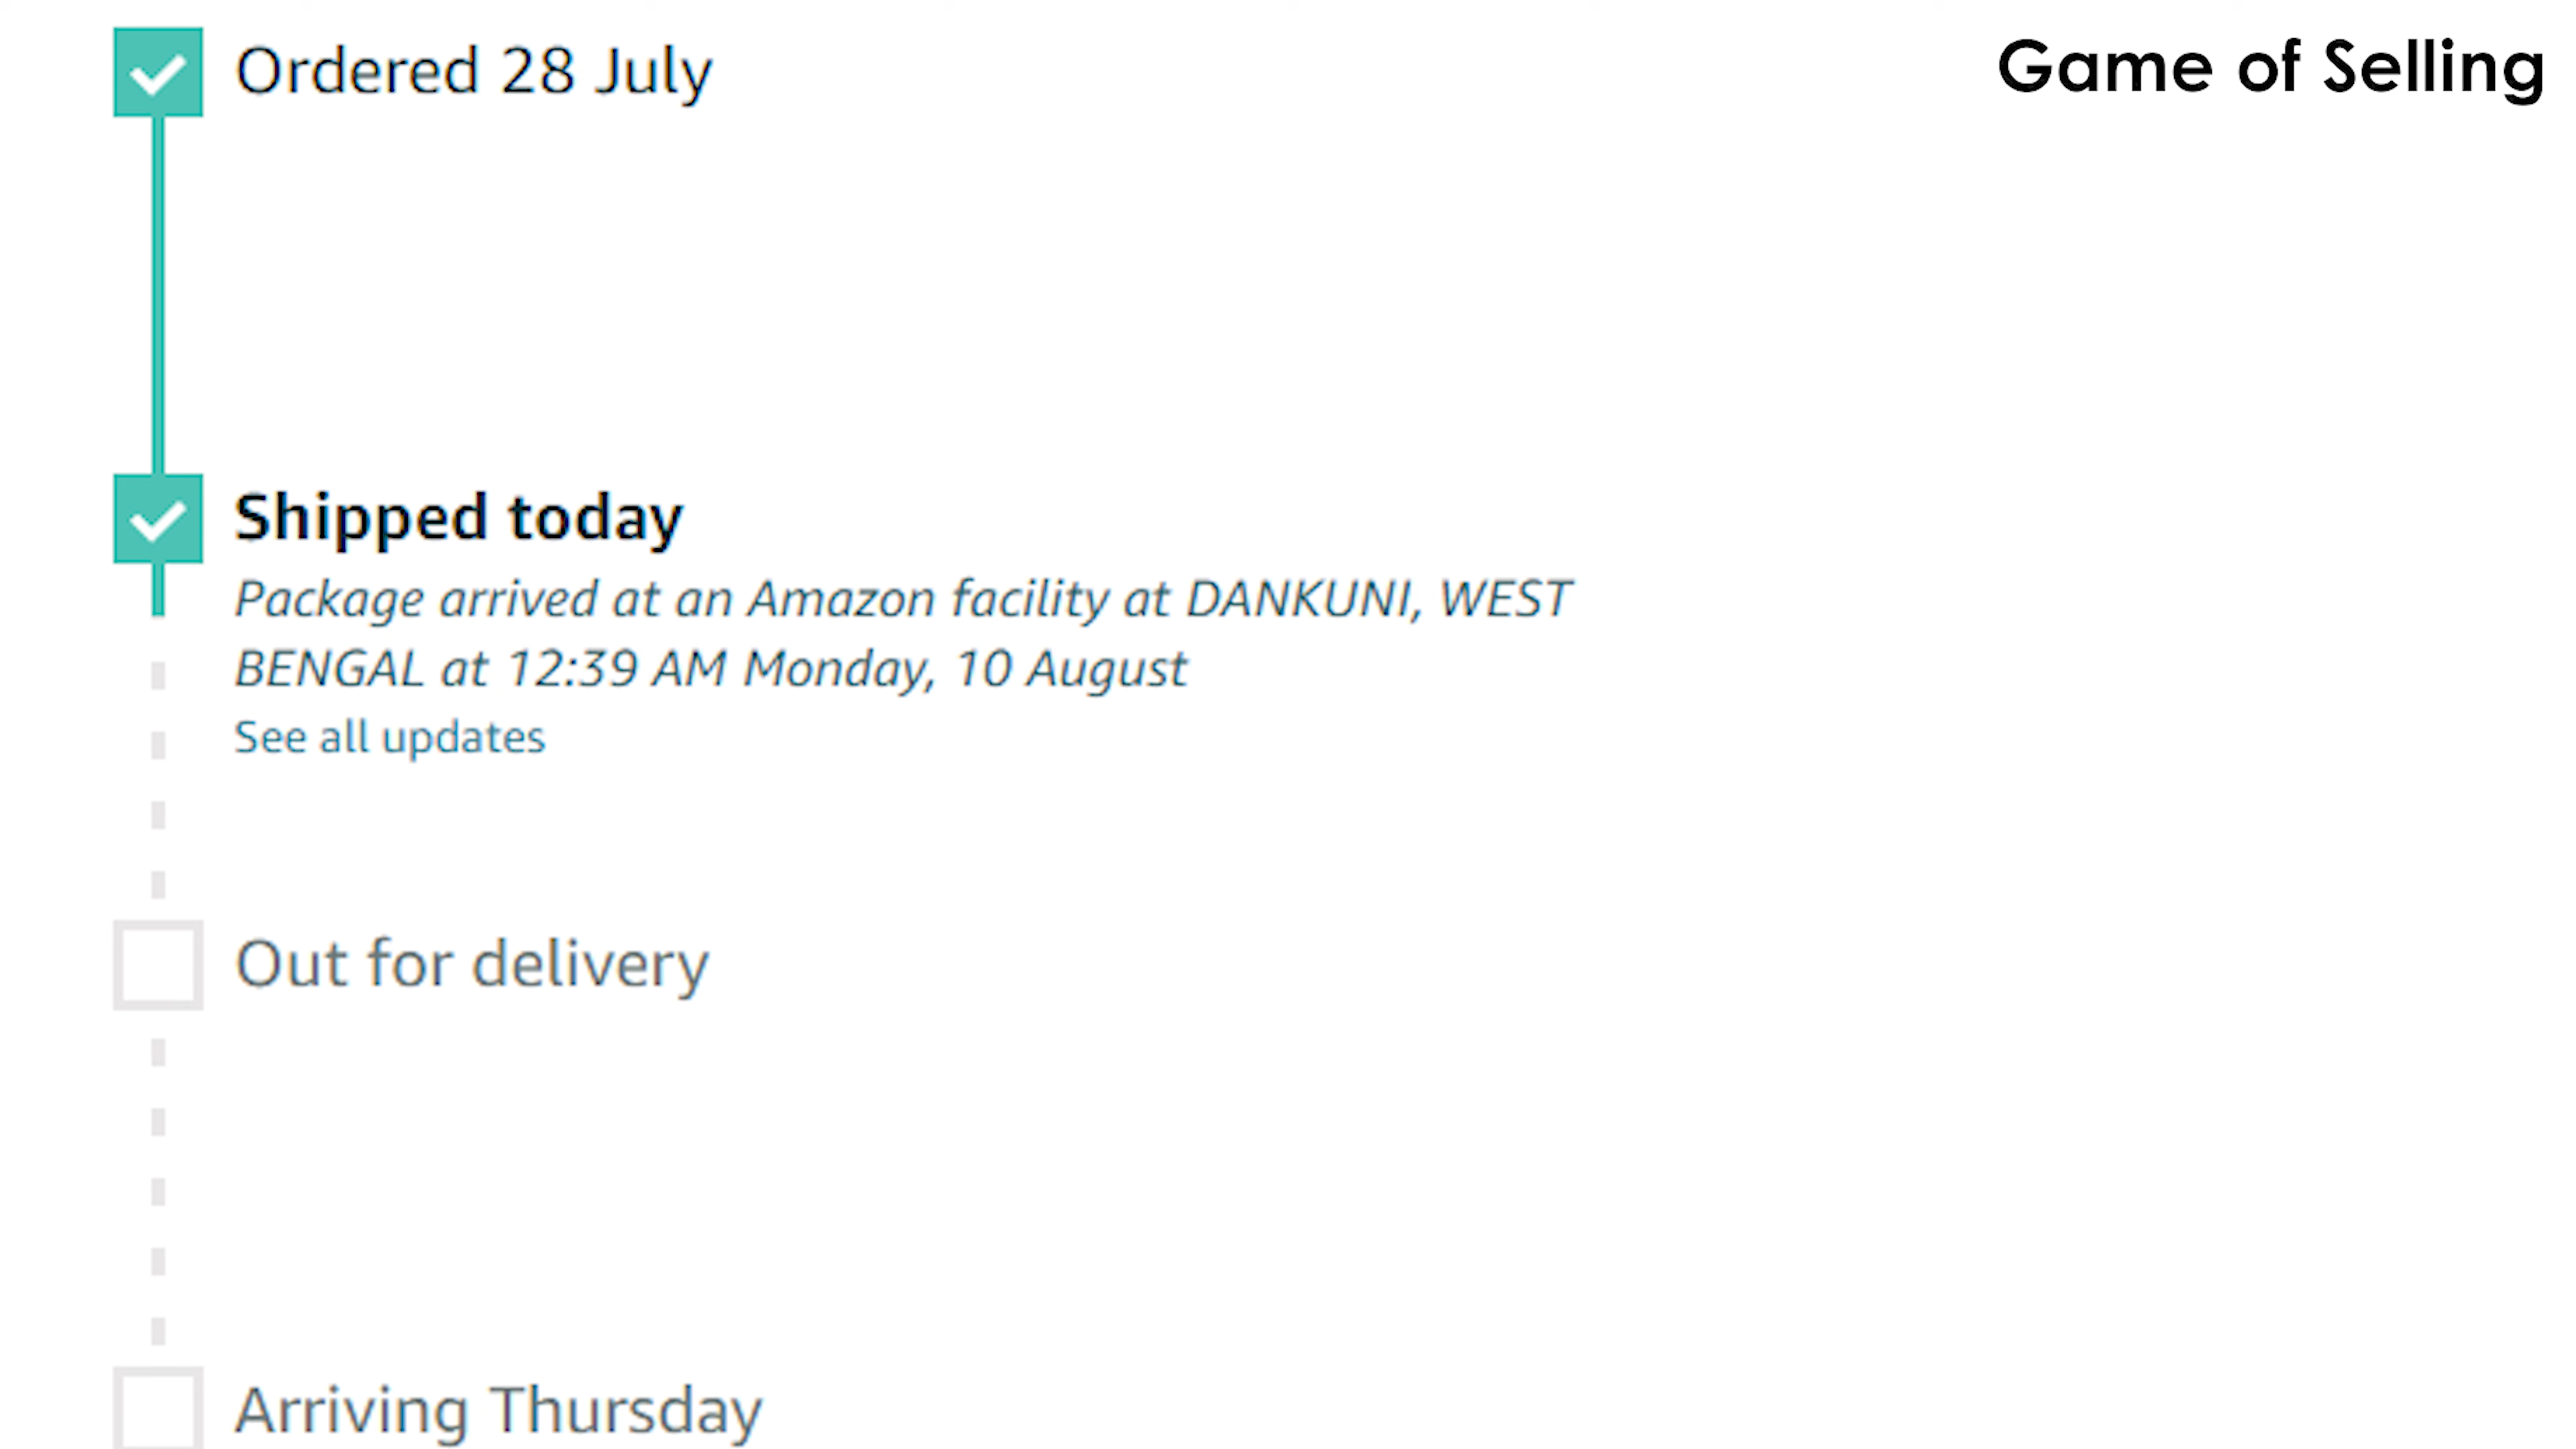 Ordered 28 July
Game of Selling
Shipped today
Package arrived at an Amazon facility at DANKUNI, WEST
BENGAL at 12:39 AM Monday, 10 August
See all updates
Out for delivery
Arriving Thursday